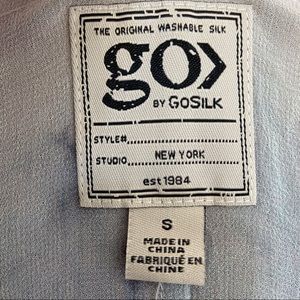 THE ORIGINAL WASHABLE SILK
go>
BY GOSILK
STYLE#
STUDIO NEW YORK
est 1984
S
MADE IN
CHINA
FABRIQUÉ EN
CHINE